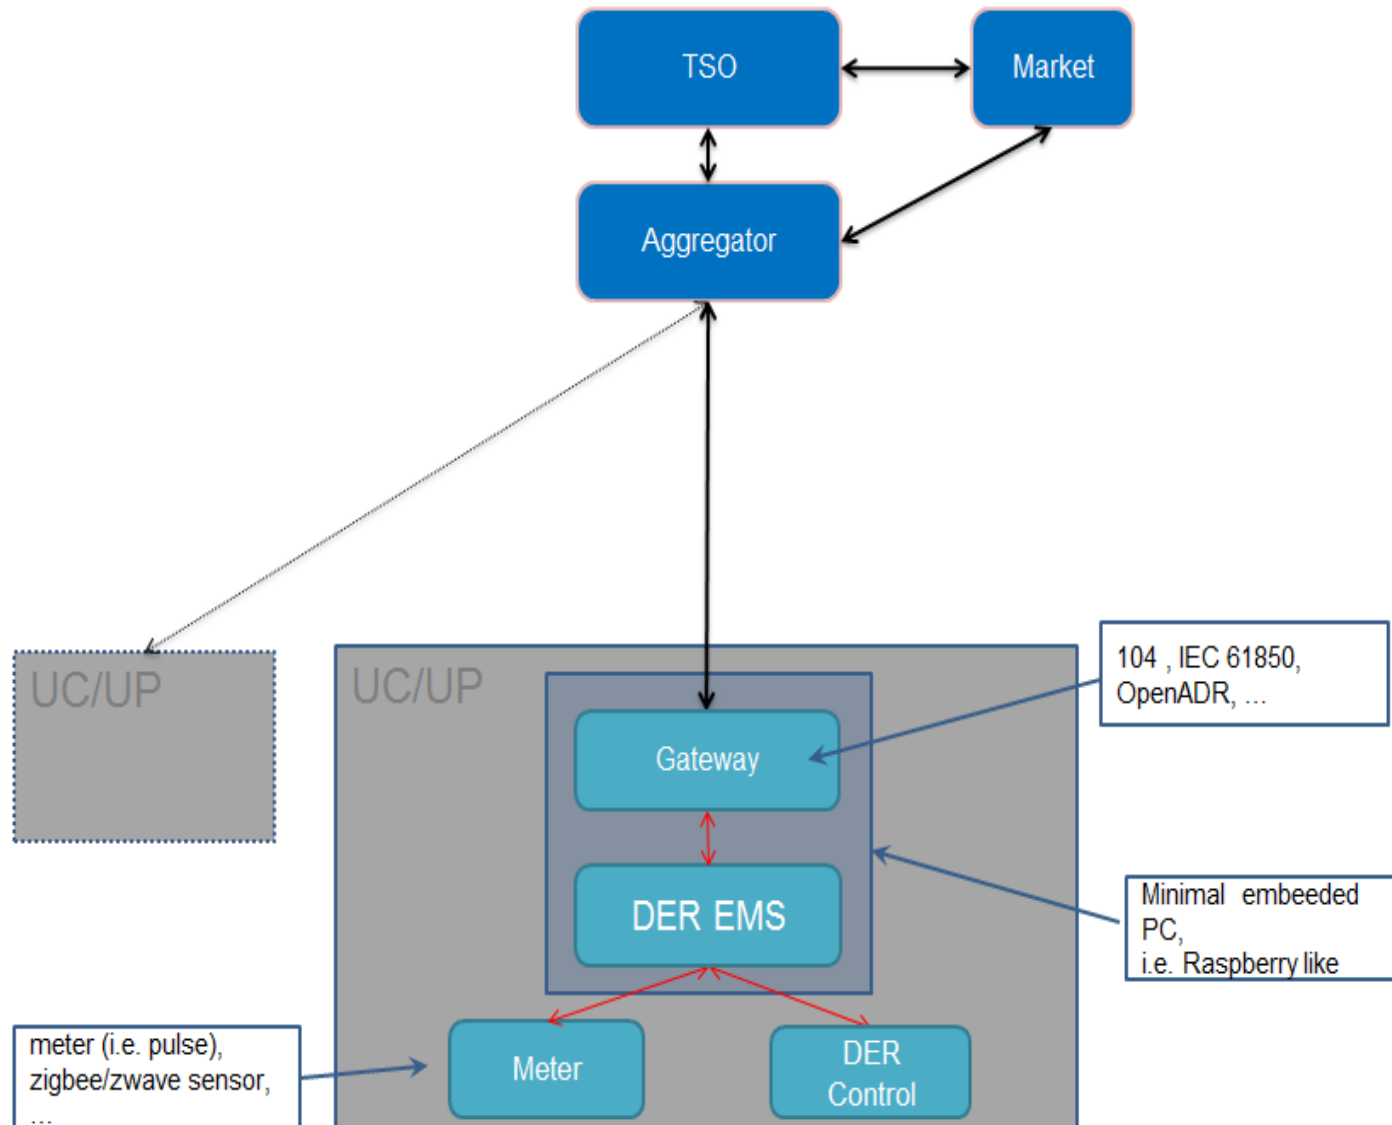 TSO
Market
Aggregator
UC/UP
UC/UP
104 , IEC 61850,
OpenADR, ...
Gateway
DER EMS
Minimal embeeded
PC,
i.e. Raspberry like
meter (i.e. pulse),
zigbee/zwave sensor,
...
Meter
DER
Control